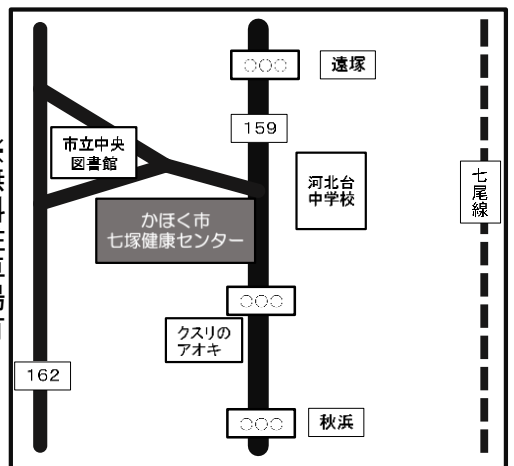 ○○○
遠塚
159
市立中央
図書館
河北台
中学校
七尾線
かほく市
七塚健康センター
○○○
クスリの
アオキ
162
○○○
秋浜